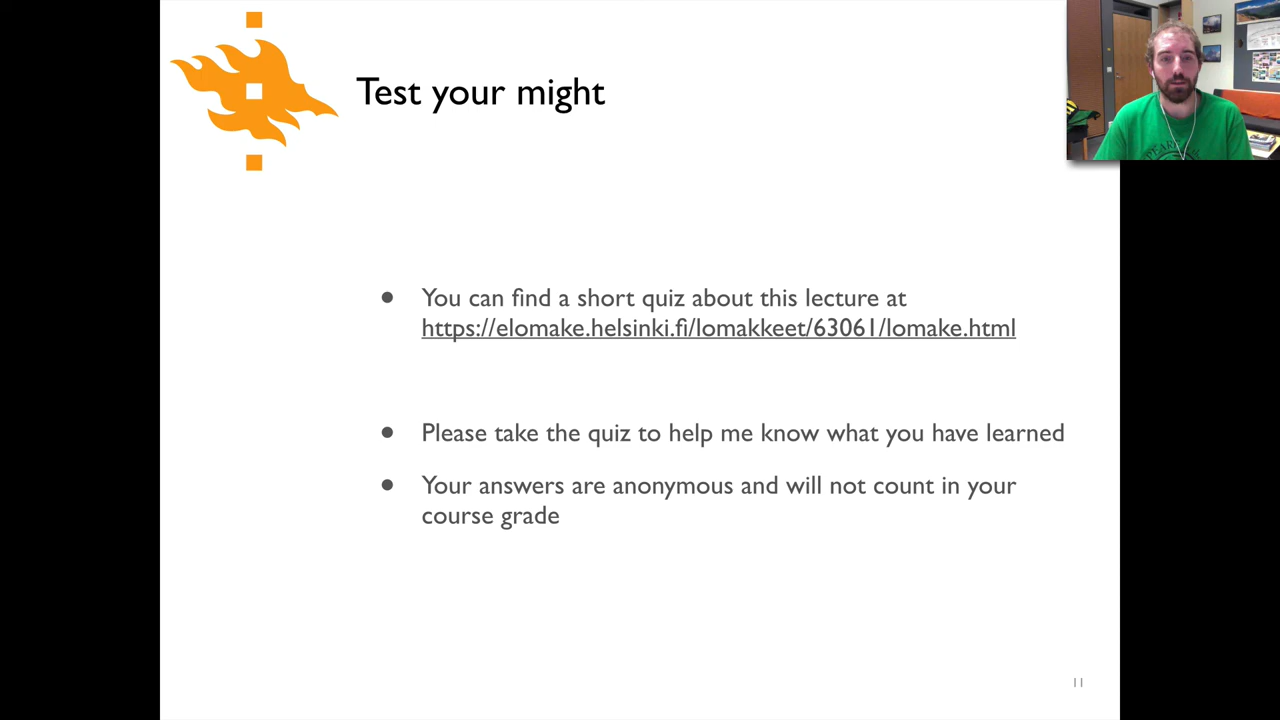 Test your might
• You can find a short quiz about this lecture at
https://elomake.helsinki.fi/lomakkeet/63061/lomake.html
• Please take the quiz to help me know what you have learned
• Your answers are anonymous and will not count in your
course grade
11